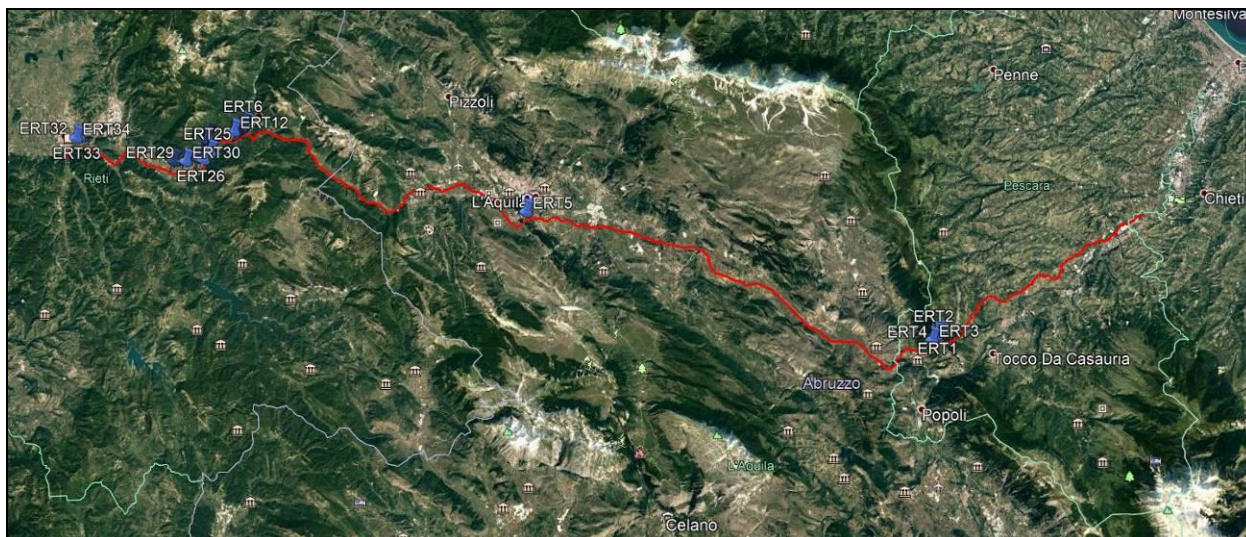 Montesilva
P
Penne
Pizzoli
ERT6
ERT12
ERT32
ERT34
ERT25
ERT33
ERT29
ERT30
ERT26
Rieti
Pescara
Chieti
L'Aquila
ERT5
ERT2
ERT4
ERT3
ERT1
Tocco Da Casauria
Abruzzo
Popoli
L'Aquila
Celano